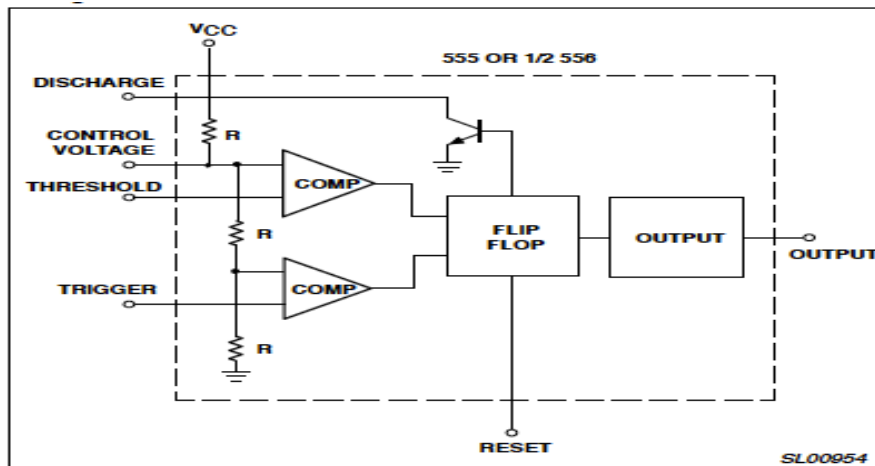 VCC
555 OR 1/2 556
DISCHARGE
R
CONTROL
VOLTAGE
COMP
THRESHOLD
R
FLIP
FLOP
OUTPUT
OUTPUT
COMP
TRIGGER
R
RESET
SL00954